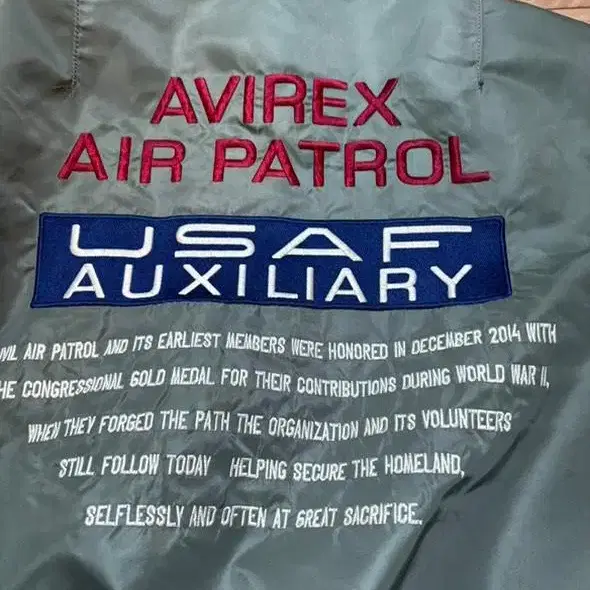 AVIREX
AIR PATROL
USAF
AUXILIARY
VIL AIR PATROL AND ITS EARLIEST MEMBERS WERE HONORED IN DECEMBER 2014 WITH
HE CONGRESSIONAL GOLD MEDAL FOR THEIR CONTRIBUTIONS DURING WORLD WAR II,
WHEN THEY FORGED THE PATH THE ORGANIZATION AND ITS VOLUNTEERS
STILL FOLLOW TODAY HELPING SECURE THE HOMELAND,
SELFLESSLY AND OFTEN AT GREAT SACRIFICE.